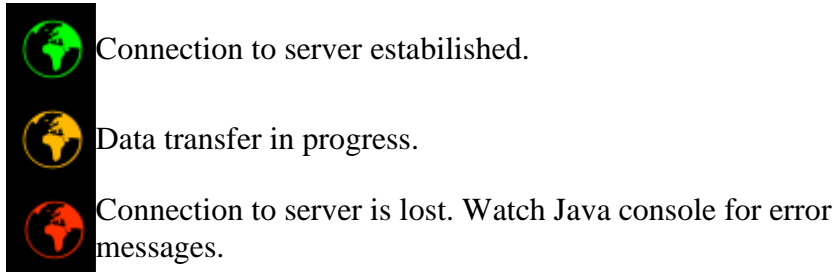 Connection to server estabilished.
Data transfer in progress.
Connection to server is lost. Watch Java console for error
messages.